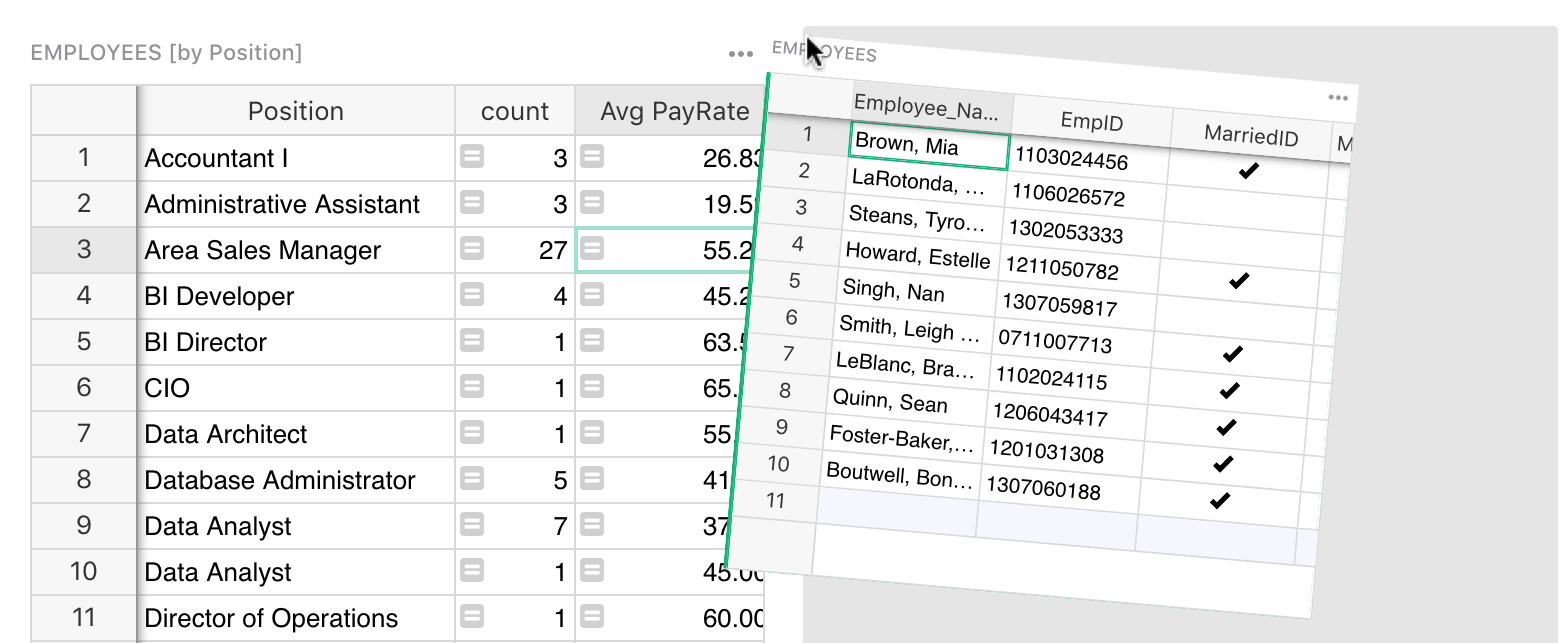 EMPLOYEES [by Position]
Position count Avg PayRate
1 Accountant I 3 26.83
2 Administrative Assistant 3 19.5
3 Area Sales Manager 27 55.2
4 BI Developer 4 45.2
5 BI Director 1 63.5
6 CIO 1 65.
7 Data Architect 1 55.
8 Database Administrator 5 41
9 Data Analyst 7 37
10 Data Analyst 1 45.00
11 Director of Operations 1 60.00
EMPLOYEES
Employee_Na... EmpID MarriedID M
1 Brown, Mia 1103024456
2 LaRotonda, ... 1106026572
3 Steans, Tyro... 1302053333
4 Howard, Estelle 1211050782
5 Singh, Nan 1307059817
6 Smith, Leigh ... 0711007713
7 LeBlanc, Bra... 1102024115
8 Quinn, Sean 1206043417
9 Foster-Baker,... 1201031308
10 Boutwell, Bon... 1307060188
11